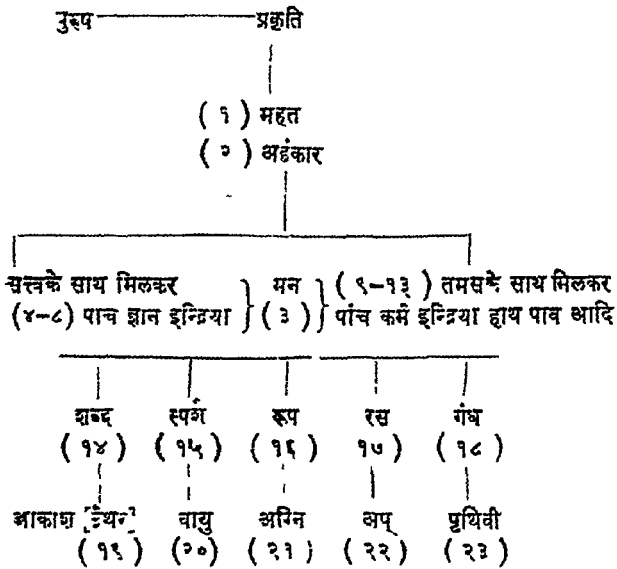 पुरुष प्रकृति
( १ ) महत
( २ ) अहंकार
सत्त्वके साथ मिलकर } मन } ( ९-१३ ) तमसके साथ मिलकर
(४-८) पाच ज्ञान इन्द्रिया ( ३ ) पांच कर्म इन्द्रिया हाथ पाव आदि
शब्द स्पर्श रूप रस गंध
( १४ ) ( १५ ) ( १६ ) १७ ) ( १८ )
आकाश [ईथर] वायु अग्नि अप् पृथिवी
( १९ ) (२०) ( २१ ) ( २२ ) ( २३ )